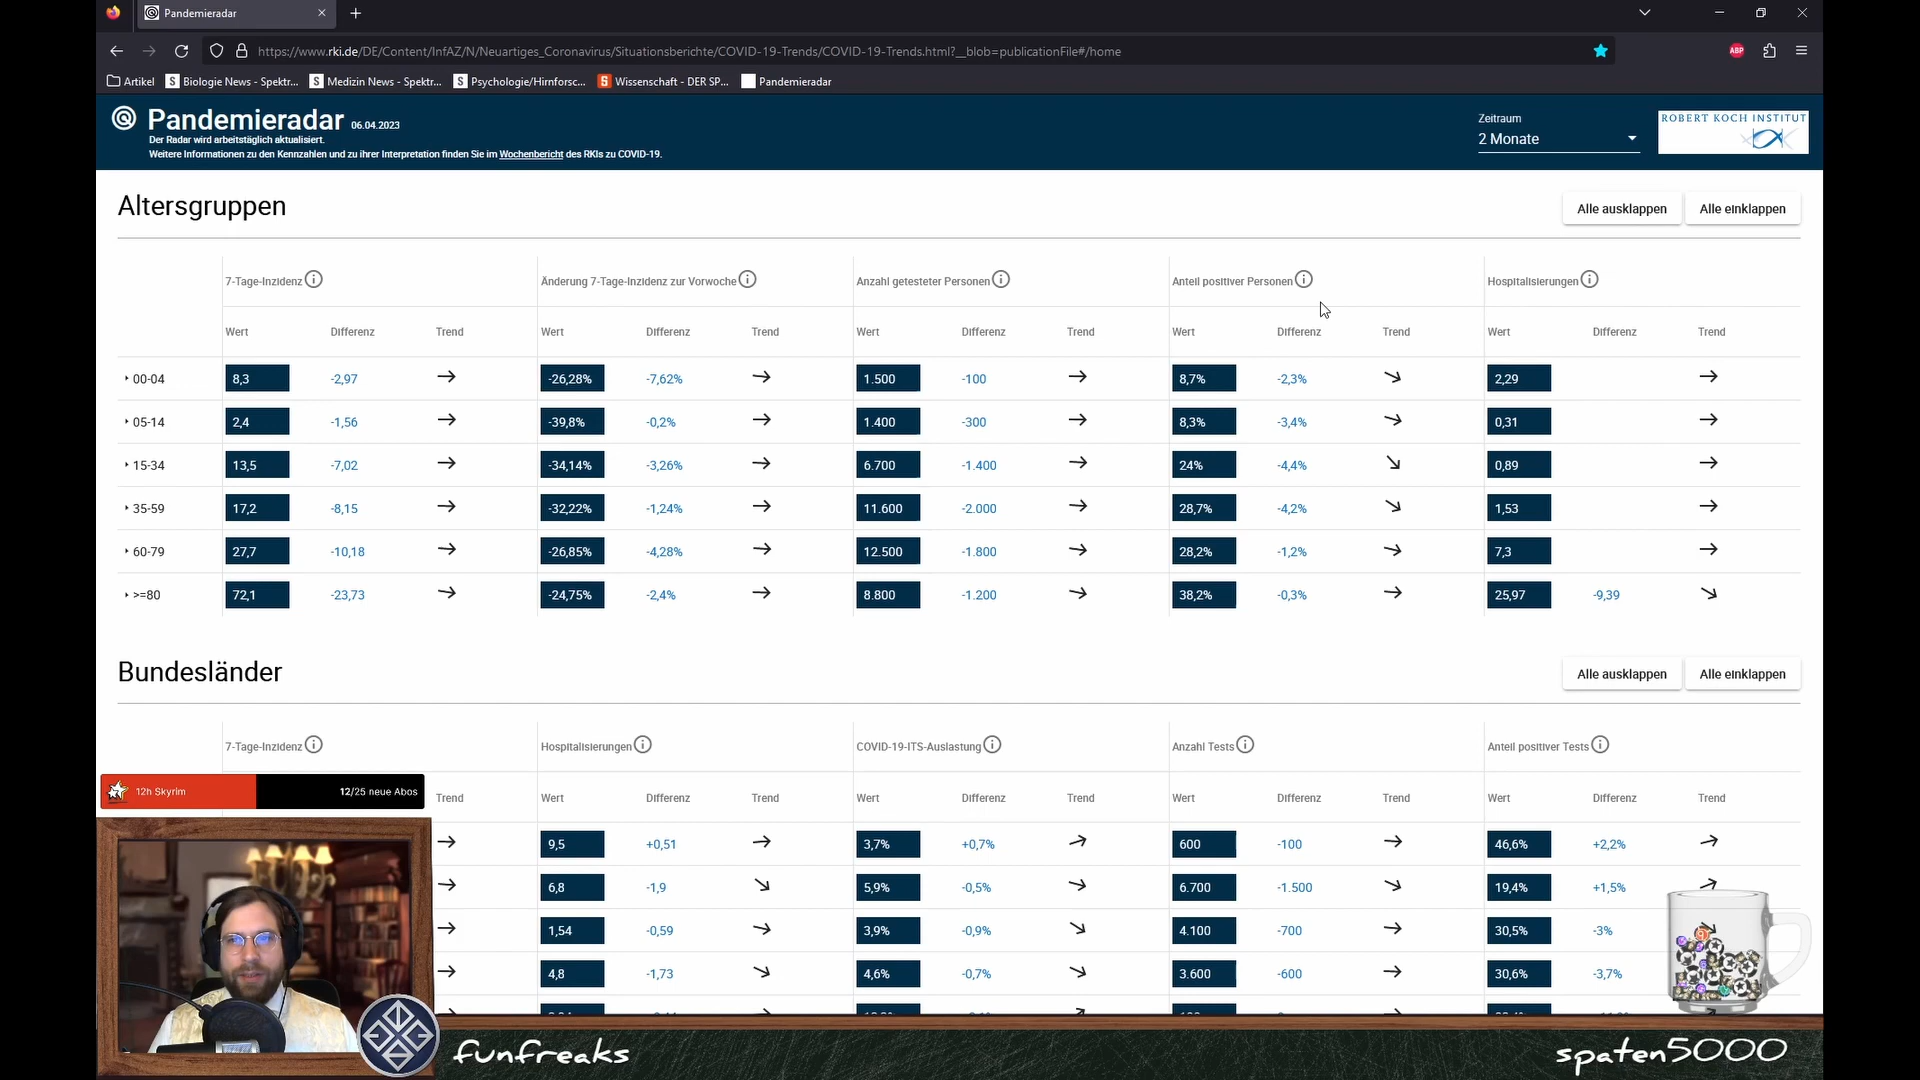 Pandemieradar
https://www.rki.de/DE/Content/InfAZ/N/Neuartiges_Coronavirus/Situationsberichte/COVID-19-Trends/COVID-19-Trends.html?__blob=publicationFile#/home
ABP
Artikel Biologie News - Spektr... Medizin News - Spektr... Psychologie/Hirnforsc... Wissenschaft - DER SP... Pandemieradar
Pandemieradar 06.04.2023
Der Radar wird arbeitstäglich aktualisiert.
Weitere Informationen zu den Kennzahlen und zu ihrer Interpretation finden Sie im Wochenbericht des RKIs zu COVID-19.
Zeitraum
2 Monate
ROBERT KOCH INSTITUT
Altersgruppen
Alle ausklappen Alle einklappen
7-Tage-Inzidenz Änderung 7-Tage-Inzidenz zur Vorwoche Anzahl getesteter Personen Anteil positiver Personen Hospitalisierungen
Wert Differenz Trend Wert Differenz Trend Wert Differenz Trend Wert Differenz Trend Wert Differenz Trend
00-04 8,3 -2,97 -26,28% -7,62% 1.500 -100 8,7% -2,3% 2,29
05-14 2,4 -1,56 -39,8% -0,2% 1.400 -300 8,3% -3,4% 0,31
15-34 13,5 -7,02 -34,14% -3,26% 6.700 -1.400 24% -4,4% 0,89
35-59 17,2 -8,15 -32,22% -1,24% 11.600 -2.000 28,7% -4,2% 1,53
60-79 27,7 -10,18 -26,85% -4,28% 12.500 -1.800 28,2% -1,2% 7,3
>=80 72,1 -23,73 -24,75% -2,4% 8.800 -1.200 38,2% -0,3% 25,97 -9,39
Bundesländer
Alle ausklappen Alle einklappen
7-Tage-Inzidenz Hospitalisierungen COVID-19-ITS-Auslastung Anzahl Tests Anteil positiver Tests
12h Skyrim 12/25 neue Abos
Trend Wert Differenz Trend Wert Differenz Trend Wert Differenz Trend Wert Differenz Trend
9,5 +0,51 3,7% +0,7% 600 -100 46,6% +2,2%
6,8 -1,9 5,9% -0,5% 6.700 -1.500 19,4% +1,5%
1,54 -0,59 3,9% -0,9% 4.100 -700 30,5% -3%
4,8 -1,73 4,6% -0,7% 3.600 -600 30,6% -3,7%
funfreaks
spaten5000